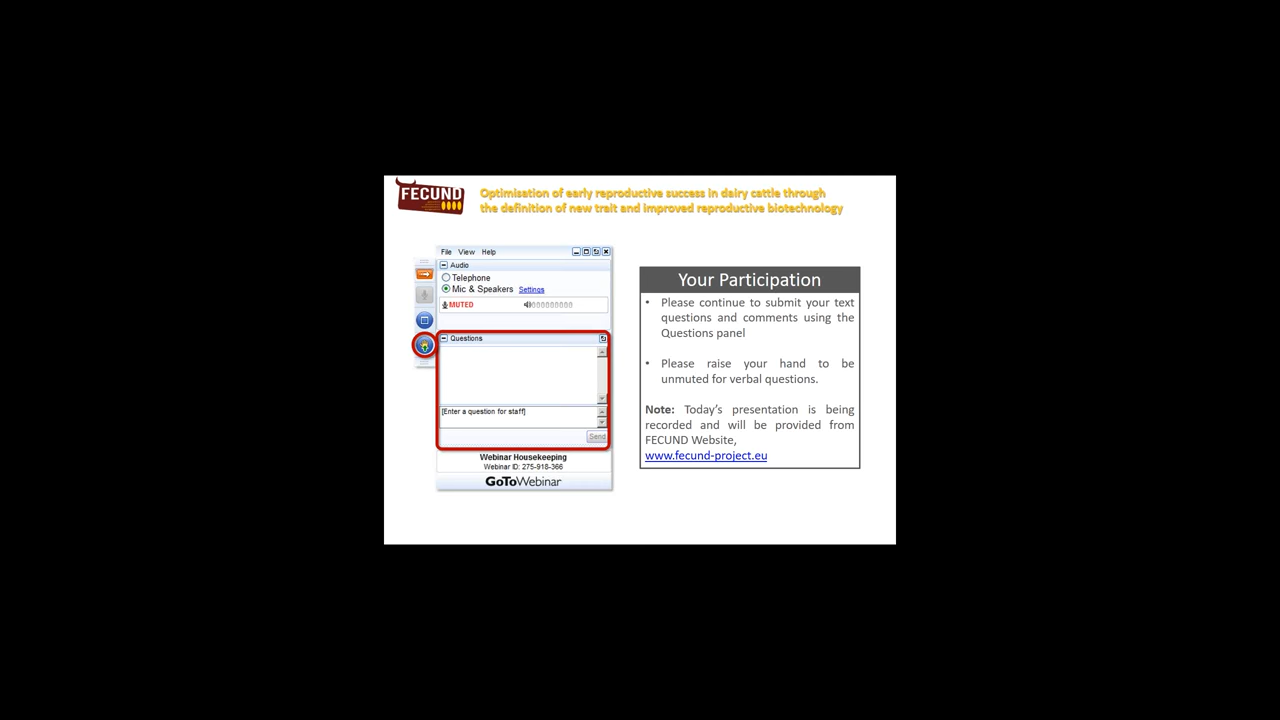 FECUND
Optimisation of early reproductive success in dairy cattle through
the definition of new trait and improved reproductive biotechnology
File View Help
Audio
Telephone
Mic & Speakers Settings
MUTED
Questions
[Enter a question for staff]
Send
Webinar Housekeeping
Webinar ID: 275-918-366
GoToWebinar
Your Participation
• Please continue to submit your text
questions and comments using the
Questions panel
• Please raise your hand to be
unmuted for verbal questions.
Note: Today's presentation is being
recorded and will be provided from
FECUND Website,
www.fecund-project.eu